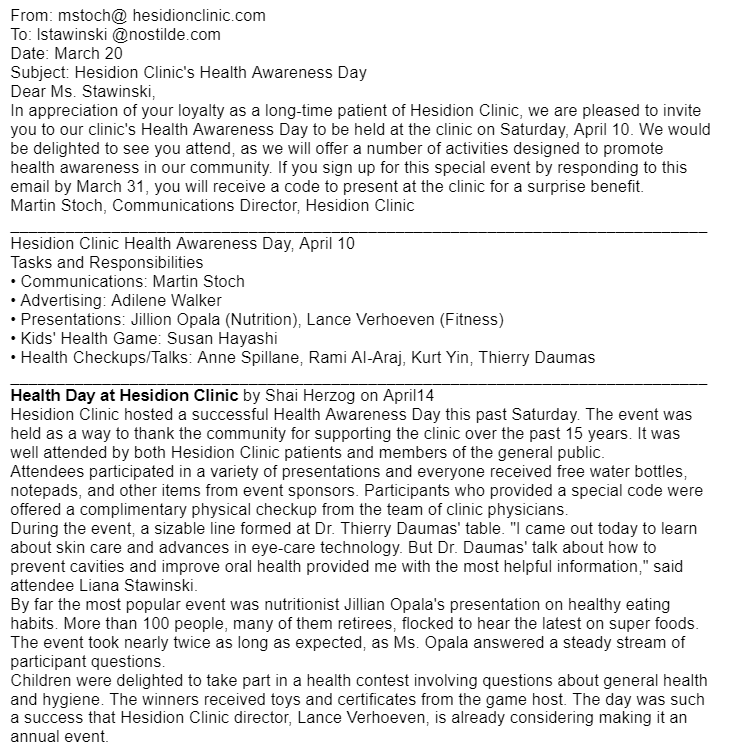 From: mstoch@ hesidionclinic.com
To: lstawinski @nostilde.com
Date: March 20
Subject: Hesidion Clinic's Health Awareness Day
Dear Ms. Stawinski,
In appreciation of your loyalty as a long-time patient of Hesidion Clinic, we are pleased to invite
you to our clinic's Health Awareness Day to be held at the clinic on Saturday, April 10. We would
be delighted to see you attend, as we will offer a number of activities designed to promote
health awareness in our community. If you sign up for this special event by responding to this
email by March 31, you will receive a code to present at the clinic for a surprise benefit.
Martin Stoch, Communications Director, Hesidion Clinic
Hesidion Clinic Health Awareness Day, April 10
Tasks and Responsibilities
• Communications: Martin Stoch
• Advertising: Adilene Walker
• Presentations: Jillion Opala (Nutrition), Lance Verhoeven (Fitness)
• Kids' Health Game: Susan Hayashi
• Health Checkups/Talks: Anne Spillane, Rami Al-Araj, Kurt Yin, Thierry Daumas
Health Day at Hesidion Clinic by Shai Herzog on April14
Hesidion Clinic hosted a successful Health Awareness Day this past Saturday. The event was
held as a way to thank the community for supporting the clinic over the past 15 years. It was
well attended by both Hesidion Clinic patients and members of the general public.
Attendees participated in a variety of presentations and everyone received free water bottles,
notepads, and other items from event sponsors. Participants who provided a special code were
offered a complimentary physical checkup from the team of clinic physicians.
During the event, a sizable line formed at Dr. Thierry Daumas' table. "I came out today to learn
about skin care and advances in eye-care technology. But Dr. Daumas' talk about how to
prevent cavities and improve oral health provided me with the most helpful information," said
attendee Liana Stawinski.
By far the most popular event was nutritionist Jillian Opala's presentation on healthy eating
habits. More than 100 people, many of them retirees, flocked to hear the latest on super foods.
The event took nearly twice as long as expected, as Ms. Opala answered a steady stream of
participant questions.
Children were delighted to take part in a health contest involving questions about general health
and hygiene. The winners received toys and certificates from the game host. The day was such
a success that Hesidion Clinic director, Lance Verhoeven, is already considering making it an
annual event.